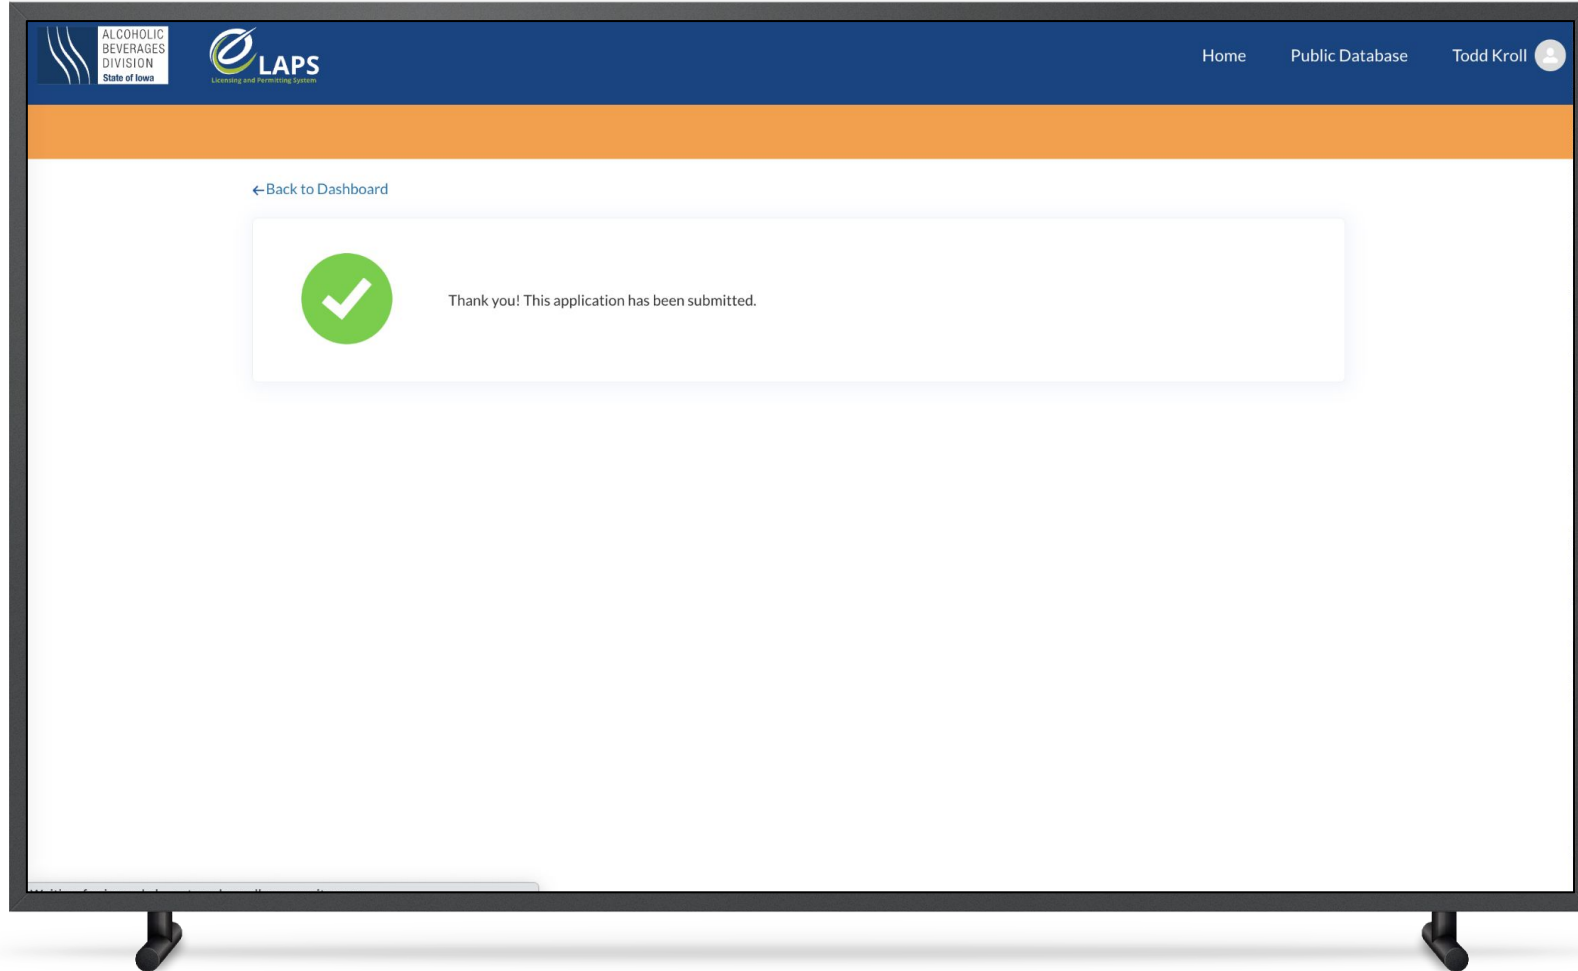 ALCOHOLIC
BEVERAGES
DIVISION
State of Iowa
eLAPS
Licensing and Permitting System
Home
Public Database
Todd Kroll
←Back to Dashboard
Thank you! This application has been submitted.